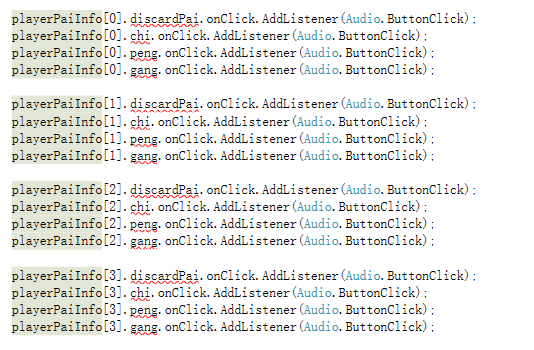 playerPaiInfo[0].discardPai.onClick.AddListener(Audio.ButtonClick);
playerPaiInfo[0].chi.onClick.AddListener(Audio.ButtonClick);
playerPaiInfo[0].peng.onClick.AddListener(Audio.ButtonClick);
playerPaiInfo[0].gang.onClick.AddListener(Audio.ButtonClick);
playerPaiInfo[1].discardPai.onClick.AddListener(Audio.ButtonClick);
playerPaiInfo[1].chi.onClick.AddListener(Audio.ButtonClick);
playerPaiInfo[1].peng.onClick.AddListener(Audio.ButtonClick);
playerPaiInfo[1].gang.onClick.AddListener(Audio.ButtonClick);
playerPaiInfo[2].discardPai.onClick.AddListener(Audio.ButtonClick);
playerPaiInfo[2].chi.onClick.AddListener(Audio.ButtonClick);
playerPaiInfo[2].peng.onClick.AddListener(Audio.ButtonClick);
playerPaiInfo[2].gang.onClick.AddListener(Audio.ButtonClick);
playerPaiInfo[3].discardPai.onClick.AddListener(Audio.ButtonClick);
playerPaiInfo[3].chi.onClick.AddListener(Audio.ButtonClick);
playerPaiInfo[3].peng.onClick.AddListener(Audio.ButtonClick);
playerPaiInfo[3].gang.onClick.AddListener(Audio.ButtonClick);